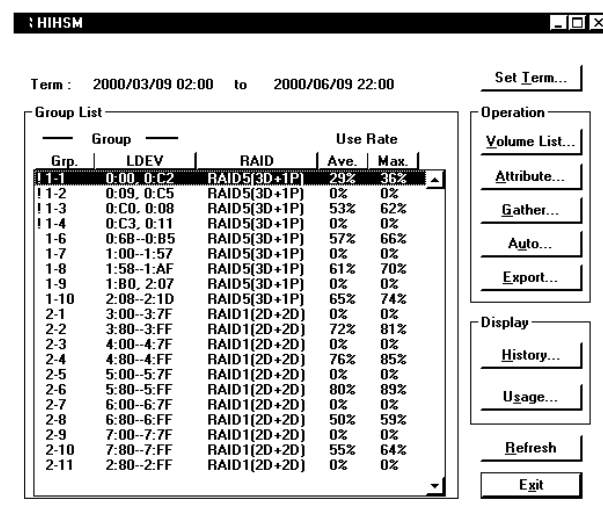 HIHSM
Term : 2000/03/09 02:00 to 2000/06/09 22:00
Set Term...
Group List
Group Use Rate
Grp. LDEV RAID Ave. Max.
! 1-1 0:00, 0:C2 RAID5(3D+1P) 29% 36%
! 1-2 0:09, 0:C5 RAID5(3D+1P) 0% 0%
! 1-3 0:C0, 0:08 RAID5(3D+1P) 53% 62%
! 1-4 0:C3, 0:11 RAID5(3D+1P) 0% 0%
1-6 0:6B--0:B5 RAID5(3D+1P) 57% 66%
1-7 1:00--1:57 RAID5(3D+1P) 0% 0%
1-8 1:58--1:AF RAID5(3D+1P) 61% 70%
1-9 1:B0, 2:07 RAID5(3D+1P) 0% 0%
1-10 2:08--2:1D RAID5(3D+1P) 65% 74%
2-1 3:00--3:7F RAID1(2D+2D) 0% 0%
2-2 3:80--3:FF RAID1(2D+2D) 72% 81%
2-3 4:00--4:7F RAID1(2D+2D) 0% 0%
2-4 4:80--4:FF RAID1(2D+2D) 76% 85%
2-5 5:00--5:7F RAID1(2D+2D) 0% 0%
2-6 5:80--5:FF RAID1(2D+2D) 80% 89%
2-7 6:00--6:7F RAID1(2D+2D) 0% 0%
2-8 6:80--6:FF RAID1(2D+2D) 50% 59%
2-9 7:00--7:7F RAID1(2D+2D) 0% 0%
2-10 7:80--7:FF RAID1(2D+2D) 55% 64%
2-11 2:80--2:FF RAID1(2D+2D) 0% 0%
Operation
Volume List...
Attribute...
Gather...
Auto...
Export...
Display
History...
Usage...
Refresh
Exit